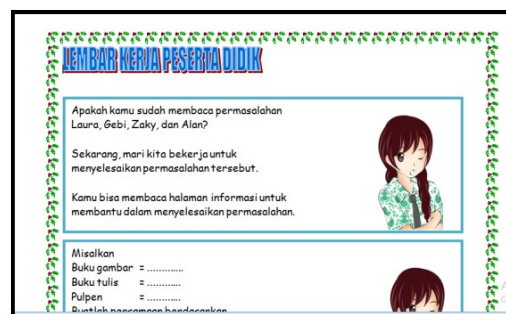 LEMBAR KERJA PESERTA DIDIK
Apakah kamu sudah membaca permasalahan
Laura, Gebi, Zaky, dan Alan?
Sekarang, mari kita bekerja untuk
menyelesaikan permasalahan tersebut.
Kamu bisa membaca halaman informasi untuk
membantu dalam menyelesaikan permasalahan.
Misalkan
Buku gambar = ............
Buku tulis = ...........
Pulpen = ...........